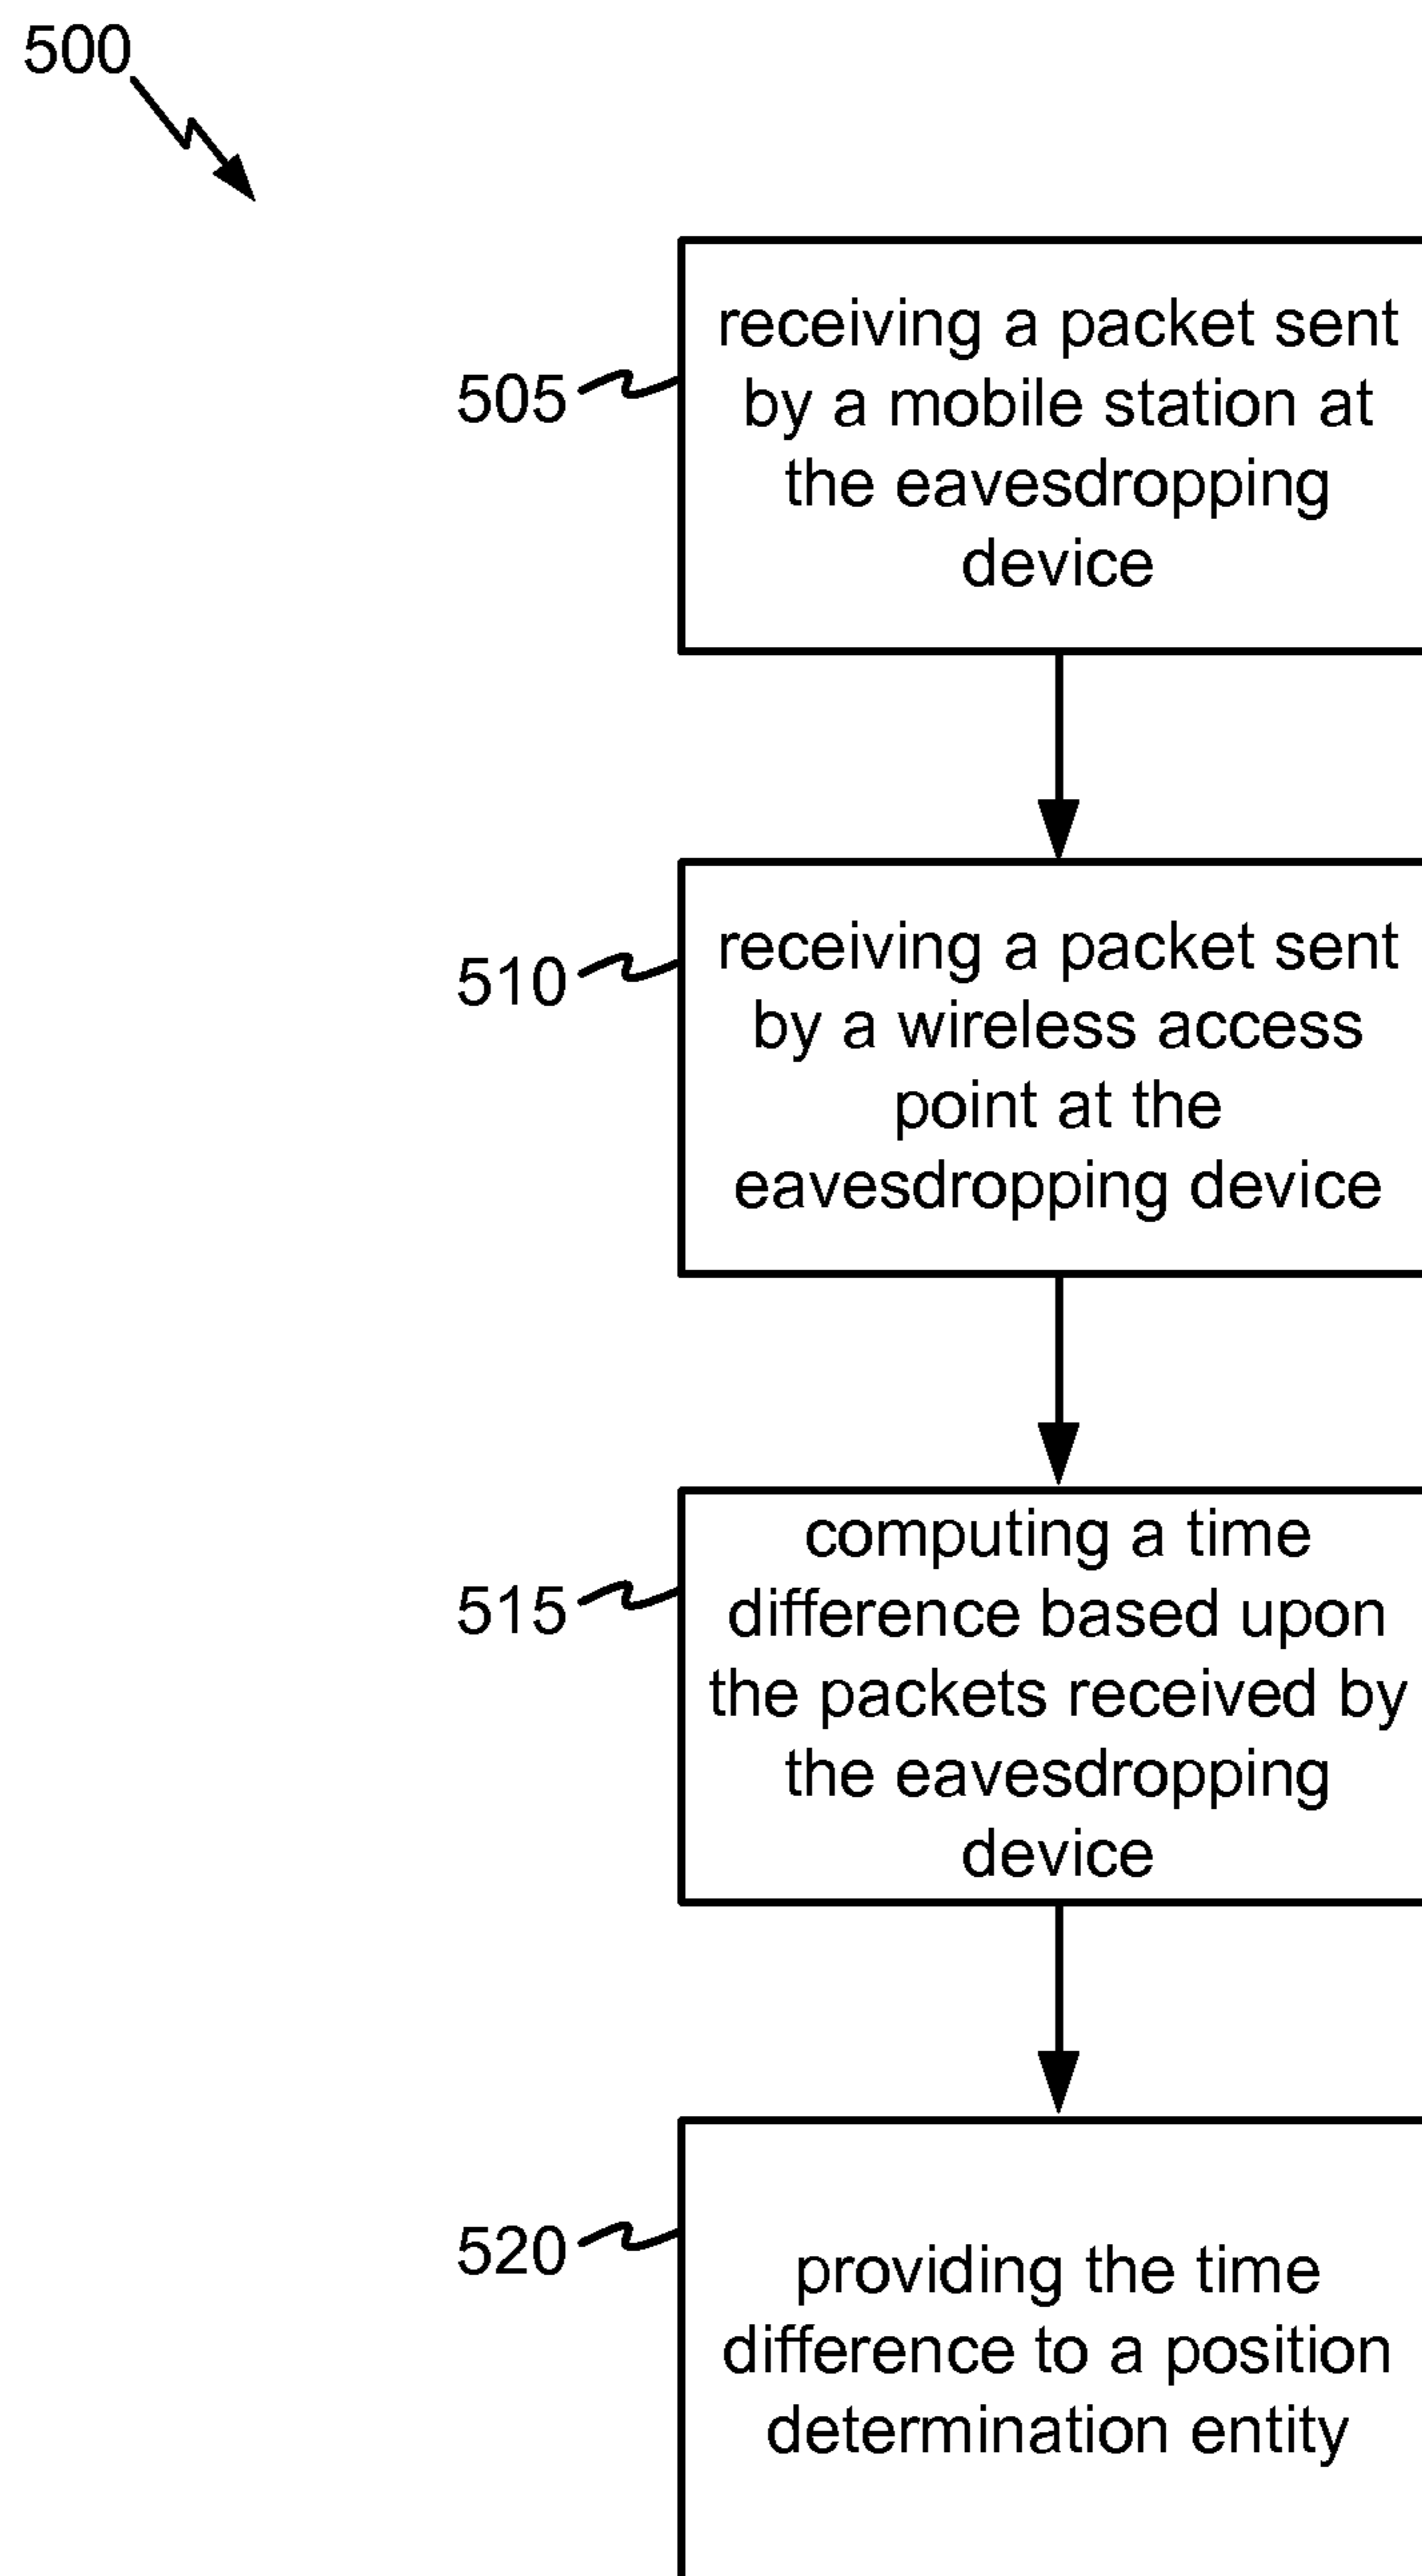 500
505
receiving a packet sent
by a mobile station at
the eavesdropping
device
510
receiving a packet sent
by a wireless access
point at the
eavesdropping device
515
computing a time
difference based upon
the packets received by
the eavesdropping
device
520
providing the time
difference to a position
determination entity